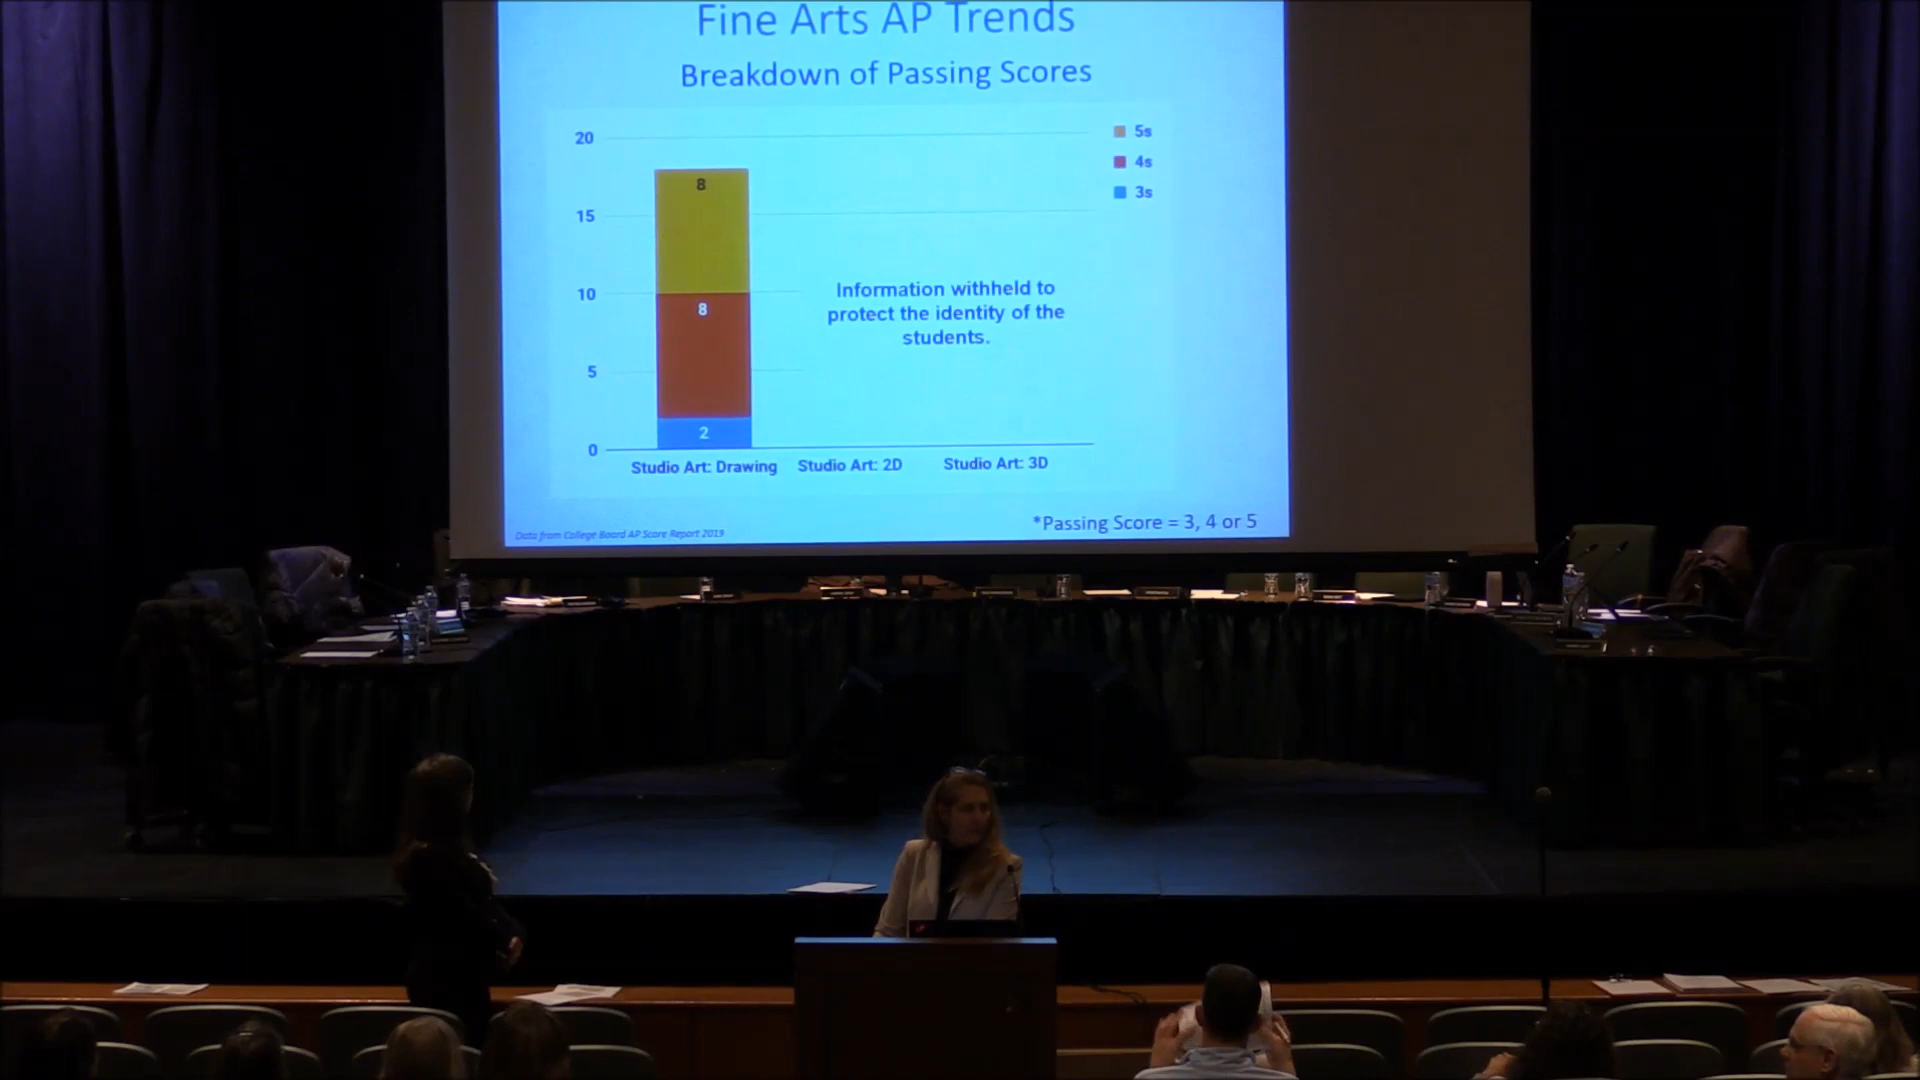 Fine Arts AP Trends
Breakdown of Passing Scores
20
15
10
5
0
8
8
2
5s
4s
3s
Information withheld to
protect the identity of the
students.
Studio Art: Drawing
Studio Art: 2D
Studio Art: 3D
Data from College Board AP Score Report 2019
*Passing Score = 3, 4 or 5